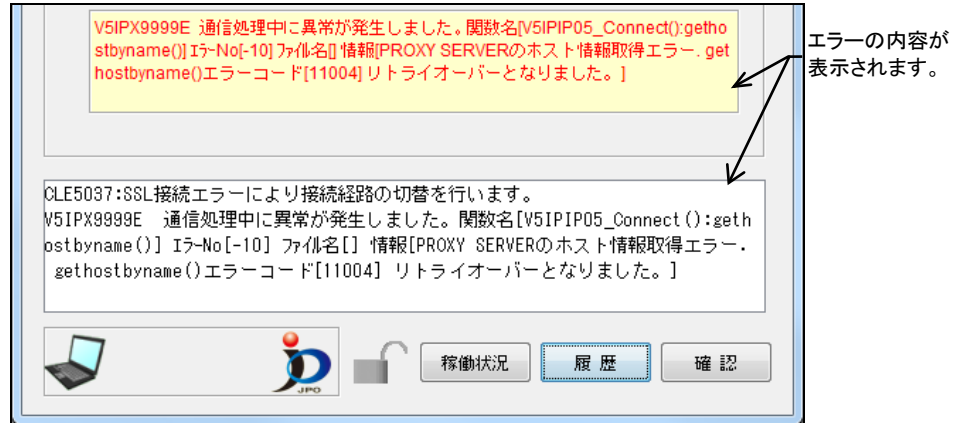 V5IPX9999E 通信処理中に異常が発生しました。関数名[V5IPIP05_Connect():getho
stbyname()] ｴﾗｰNo[-10] ﾌｧｲﾙ名[] 情報[PROXY SERVERのホスト情報取得エラー. get
hostbyname()エラーコード[11004] リトライオーバーとなりました。]
エラーの内容が
表示されます。
CLE5037:SSL接続エラーにより接続経路の切替を行います。
V5IPX9999E　通信処理中に異常が発生しました。関数名[V5IPIP05_Connect():geth
ostbyname()] ｴﾗｰNo[-10] ﾌｧｲﾙ名[] 情報[PROXY SERVERのホスト情報取得エラー.
gethostbyname()エラーコード[11004] リトライオーバーとなりました。]
JPO
稼働状況
履 歴
確 認